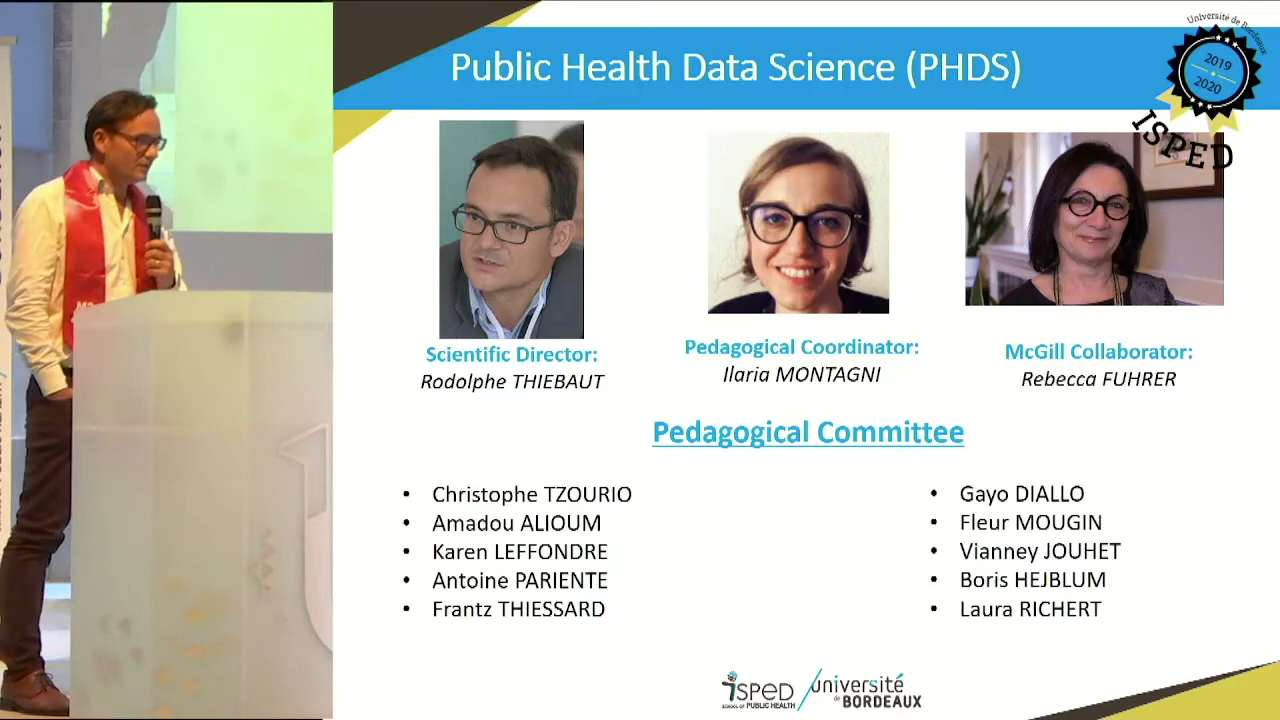 Public Health Data Science (PHDS)
Université de Bordeaux
2019
2020
ISPED
Scientific Director:
Rodolphe THIEBAUT
Pedagogical Coordinator:
Ilaria MONTAGNI
McGill Collaborator:
Rebecca FUHRER
Pedagogical Committee
• Christophe TZOURIO
• Amadou ALIOUM
• Karen LEFFONDRE
• Antoine PARIENTE
• Frantz THIESSARD
• Gayo DIALLO
• Fleur MOUGIN
• Vianney JOUHET
• Boris HEJBLUM
• Laura RICHERT
isped
SCHOOL OF PUBLIC HEALTH
université
de BORDEAUX